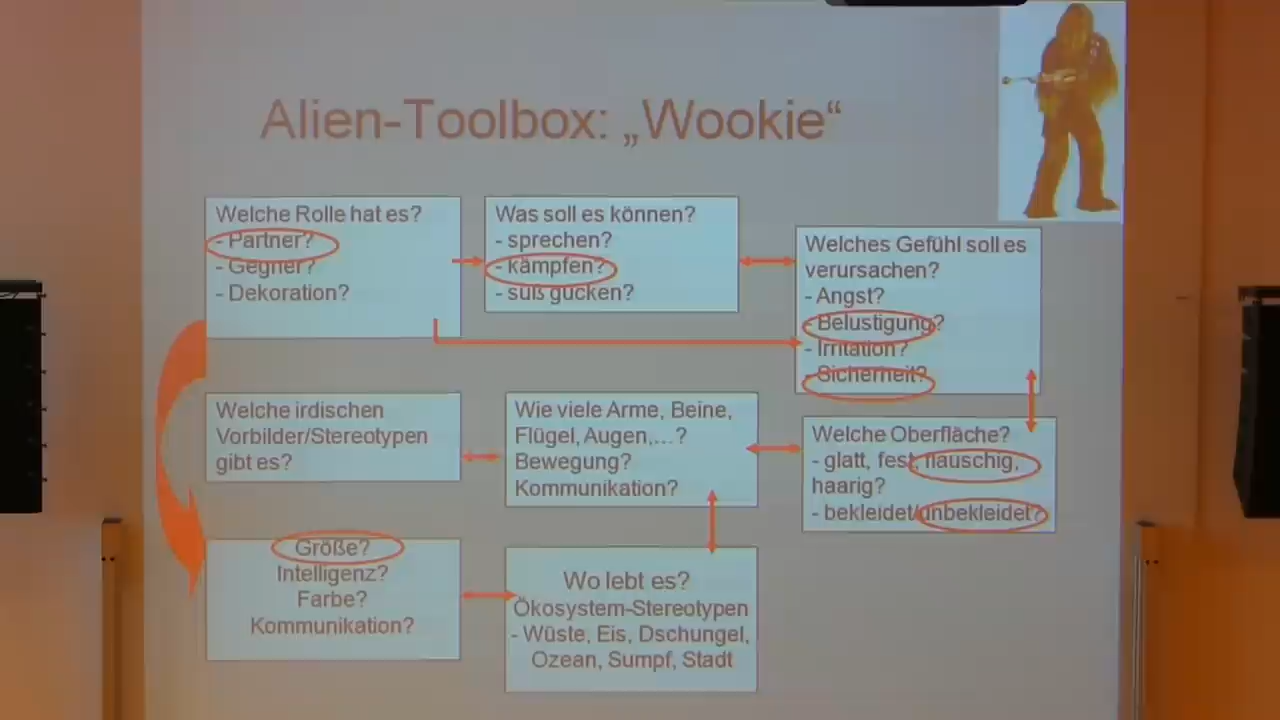 Alien-Toolbox: „Wookie“
Welche Rolle hat es?
- Partner?
- Gegner?
- Dekoration?
Was soll es können?
- sprechen?
- kämpfen?
- süß gucken?
Welches Gefühl soll es
verursachen?
- Angst?
- Belustigung?
- Irritation?
- Sicherheit?
Welche irdischen
Vorbilder/Stereotypen
gibt es?
Wie viele Arme, Beine,
Flügel, Augen,...?
Bewegung?
Kommunikation?
Welche Oberfläche?
- glatt, fest, flauschig,
haarig?
- bekleidet/unbekleidet?
Größe?
Intelligenz?
Farbe?
Kommunikation?
Wo lebt es?
Ökosystem-Stereotypen
- Wüste, Eis, Dschungel,
Ozean, Sumpf, Stadt